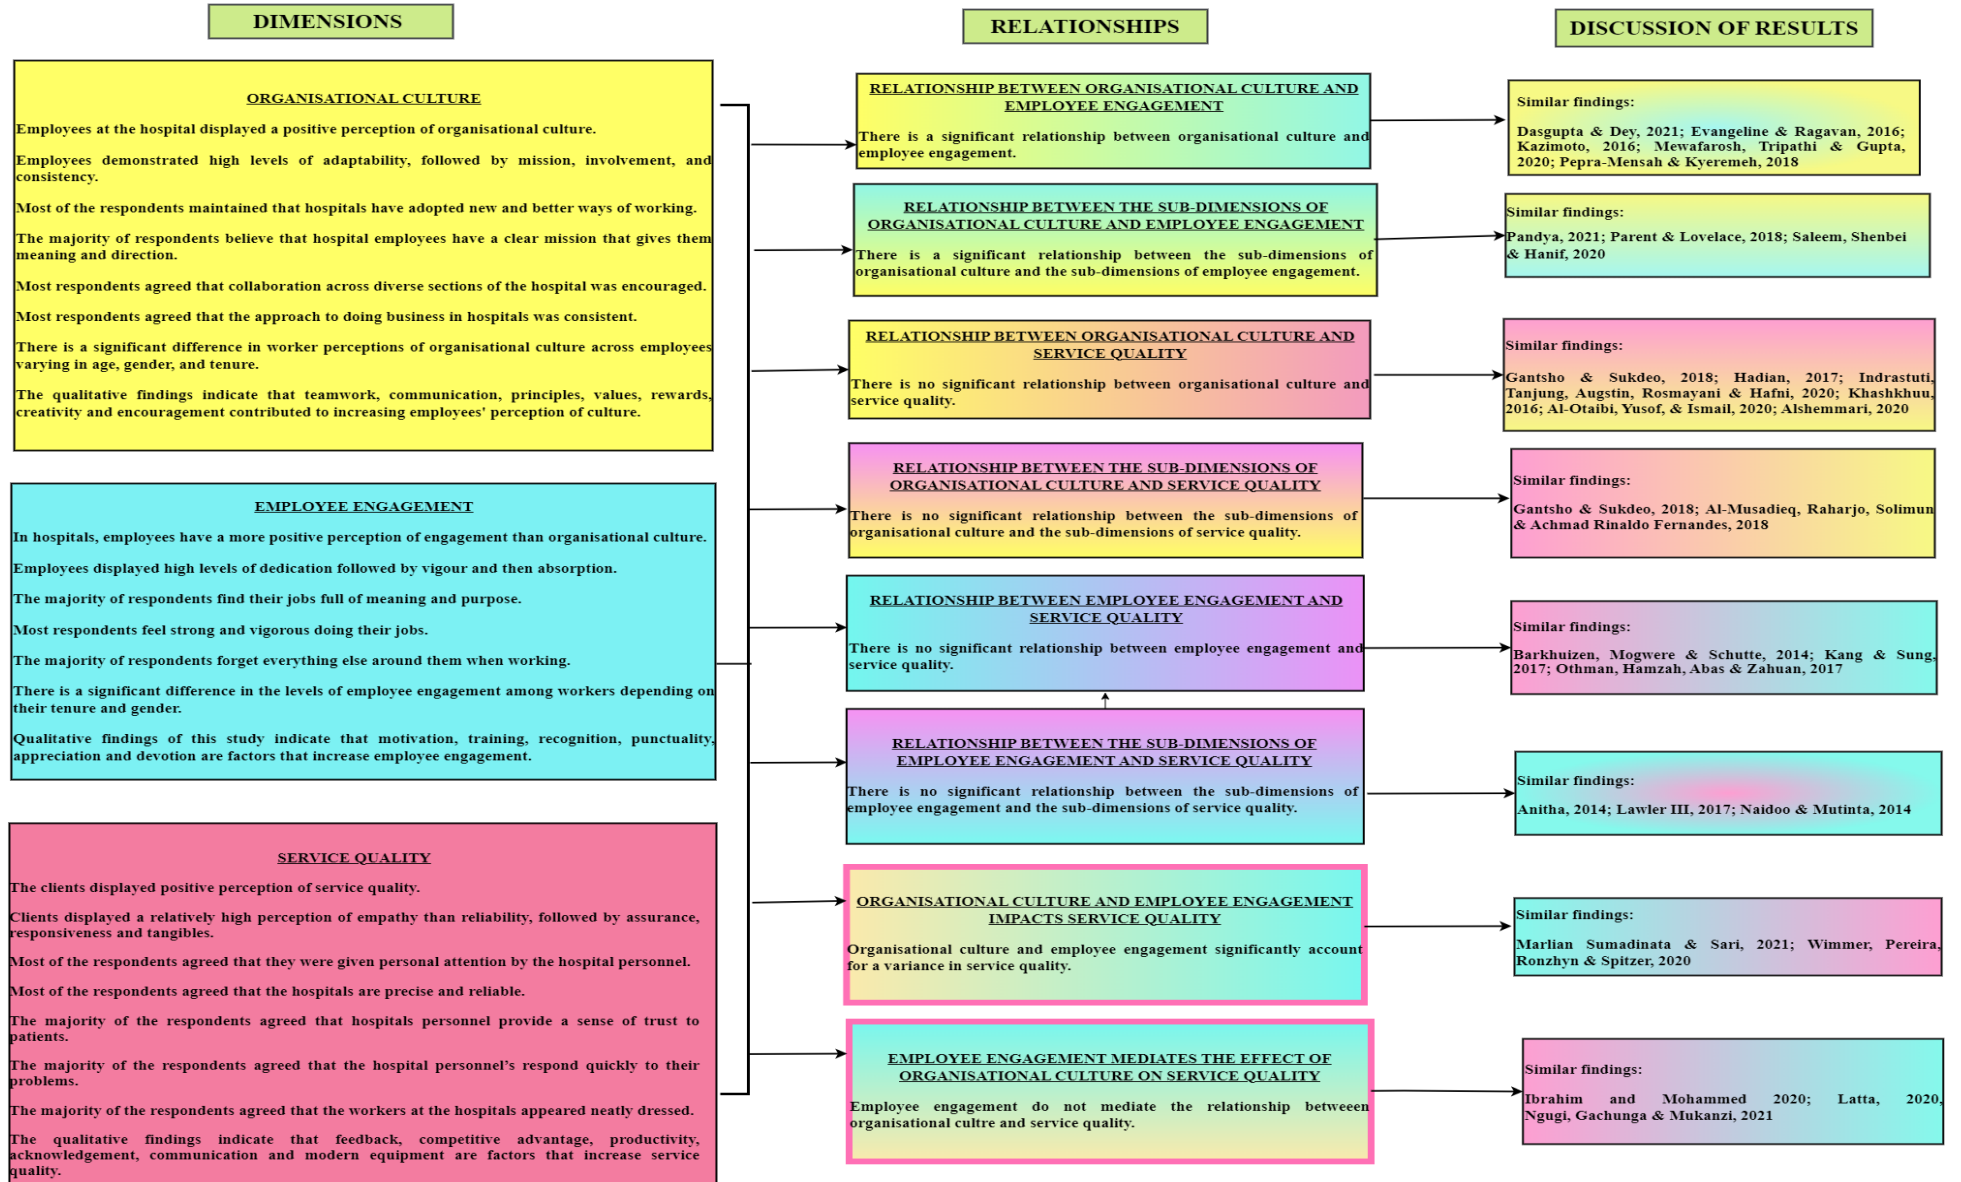 DIMENSIONS
ORGANISATIONAL CULTURE
Employees at the hospital displayed a positive perception of organisational culture.
Employees demonstrated high levels of adaptability, followed by mission, involvement, and
consistency.
Most of the respondents maintained that hospitals have adopted new and better ways of working.
The majority of respondents believe that hospital employees have a clear mission that gives them
meaning and direction.
Most respondents agreed that collaboration across diverse sections of the hospital was encouraged.
Most respondents agreed that the approach to doing business in hospitals was consistent.
There is a significant difference in worker perceptions of organisational culture across employees
varying in age, gender, and tenure.
The qualitative findings indicate that teamwork, communication, principles, values, rewards,
creativity and encouragement contributed to increasing employees' perception of culture.
EMPLOYEE ENGAGEMENT
In hospitals, employees have a more positive perception of engagement than organisational culture.
Employees displayed high levels of dedication followed by vigour and then absorption.
The majority of respondents find their jobs full of meaning and purpose.
Most respondents feel strong and vigorous doing their jobs.
The majority of respondents forget everything else around them when working.
There is a significant difference in the levels of employee engagement among workers depending on
their tenure and gender.
Qualitative findings of this study indicate that motivation, training, recognition, punctuality,
appreciation and devotion are factors that increase employee engagement.
SERVICE QUALITY
The clients displayed positive perception of service quality.
Clients displayed a relatively high perception of empathy than reliability, followed by assurance,
responsiveness and tangibles.
Most of the respondents agreed that they were given personal attention by the hospital personnel.
Most of the respondents agreed that the hospitals are precise and reliable.
The majority of the respondents agreed that hospitals personnel provide a sense of trust to
patients.
The majority of the respondents agreed that the hospital personnel’s respond quickly to their
problems.
The majority of the respondents agreed that the workers at the hospitals appeared neatly dressed.
The qualitative findings indicate that feedback, competitive advantage, productivity,
acknowledgement, communication and modern equipment are factors that increase service
quality.
RELATIONSHIPS
RELATIONSHIP BETWEEN ORGANISATIONAL CULTURE AND
EMPLOYEE ENGAGEMENT
There is a significant relationship between organisational culture and
employee engagement.
RELATIONSHIP BETWEEN THE SUB-DIMENSIONS OF
ORGANISATIONAL CULTURE AND EMPLOYEE ENGAGEMENT
There is a significant relationship between the sub-dimensions of
organisational culture and the sub-dimensions of employee engagement.
RELATIONSHIP BETWEEN ORGANISATIONAL CULTURE AND
SERVICE QUALITY
There is no significant relationship between organisational culture and
service quality.
RELATIONSHIP BETWEEN THE SUB-DIMENSIONS OF
ORGANISATIONAL CULTURE AND SERVICE QUALITY
There is no significant relationship between the sub-dimensions of
organisational culture and the sub-dimensions of service quality.
RELATIONSHIP BETWEEN EMPLOYEE ENGAGEMENT AND
SERVICE QUALITY
There is no significant relationship between employee engagement and
service quality.
RELATIONSHIP BETWEEN THE SUB-DIMENSIONS OF
EMPLOYEE ENGAGEMENT AND SERVICE QUALITY
There is no significant relationship between the sub-dimensions of
employee engagement and the sub-dimensions of service quality.
ORGANISATIONAL CULTURE AND EMPLOYEE ENGAGEMENT
IMPACTS SERVICE QUALITY
Organisational culture and employee engagement significantly account
for a variance in service quality.
EMPLOYEE ENGAGEMENT MEDIATES THE EFFECT OF
ORGANISATIONAL CULTURE ON SERVICE QUALITY
Employee engagement do not mediate the relationship betweeen
organisational cultre and service quality.
DISCUSSION OF RESULTS
Similar findings:
Dasgupta & Dey, 2021; Evangeline & Ragavan, 2016;
Kazimoto, 2016; Mewafarosh, Tripathi & Gupta,
2020; Pepra-Mensah & Kyeremeh, 2018
Similar findings:
Pandya, 2021; Parent & Lovelace, 2018; Saleem, Shenbei
& Hanif, 2020
Similar findings:
Gantsho & Sukdeo, 2018; Hadian, 2017; Indrastuti,
Tanjung, Augstin, Rosmayani & Hafni, 2020; Khashkhuu,
2016; Al-Otaibi, Yusof, & Ismail, 2020; Alshemmari, 2020
Similar findings:
Gantsho & Sukdeo, 2018; Al-Musadieq, Raharjo, Solimun
& Achmad Rinaldo Fernandes, 2018
Similar findings:
Barkhuizen, Mogwere & Schutte, 2014; Kang & Sung,
2017; Othman, Hamzah, Abas & Zahuan, 2017
Similar findings:
Anitha, 2014; Lawler III, 2017; Naidoo & Mutinta, 2014
Similar findings:
Marlian Sumadinata & Sari, 2021; Wimmer, Pereira,
Ronzhyn & Spitzer, 2020
Similar findings:
Ibrahim and Mohammed 2020; Latta, 2020,
Ngugi, Gachunga & Mukanzi, 2021